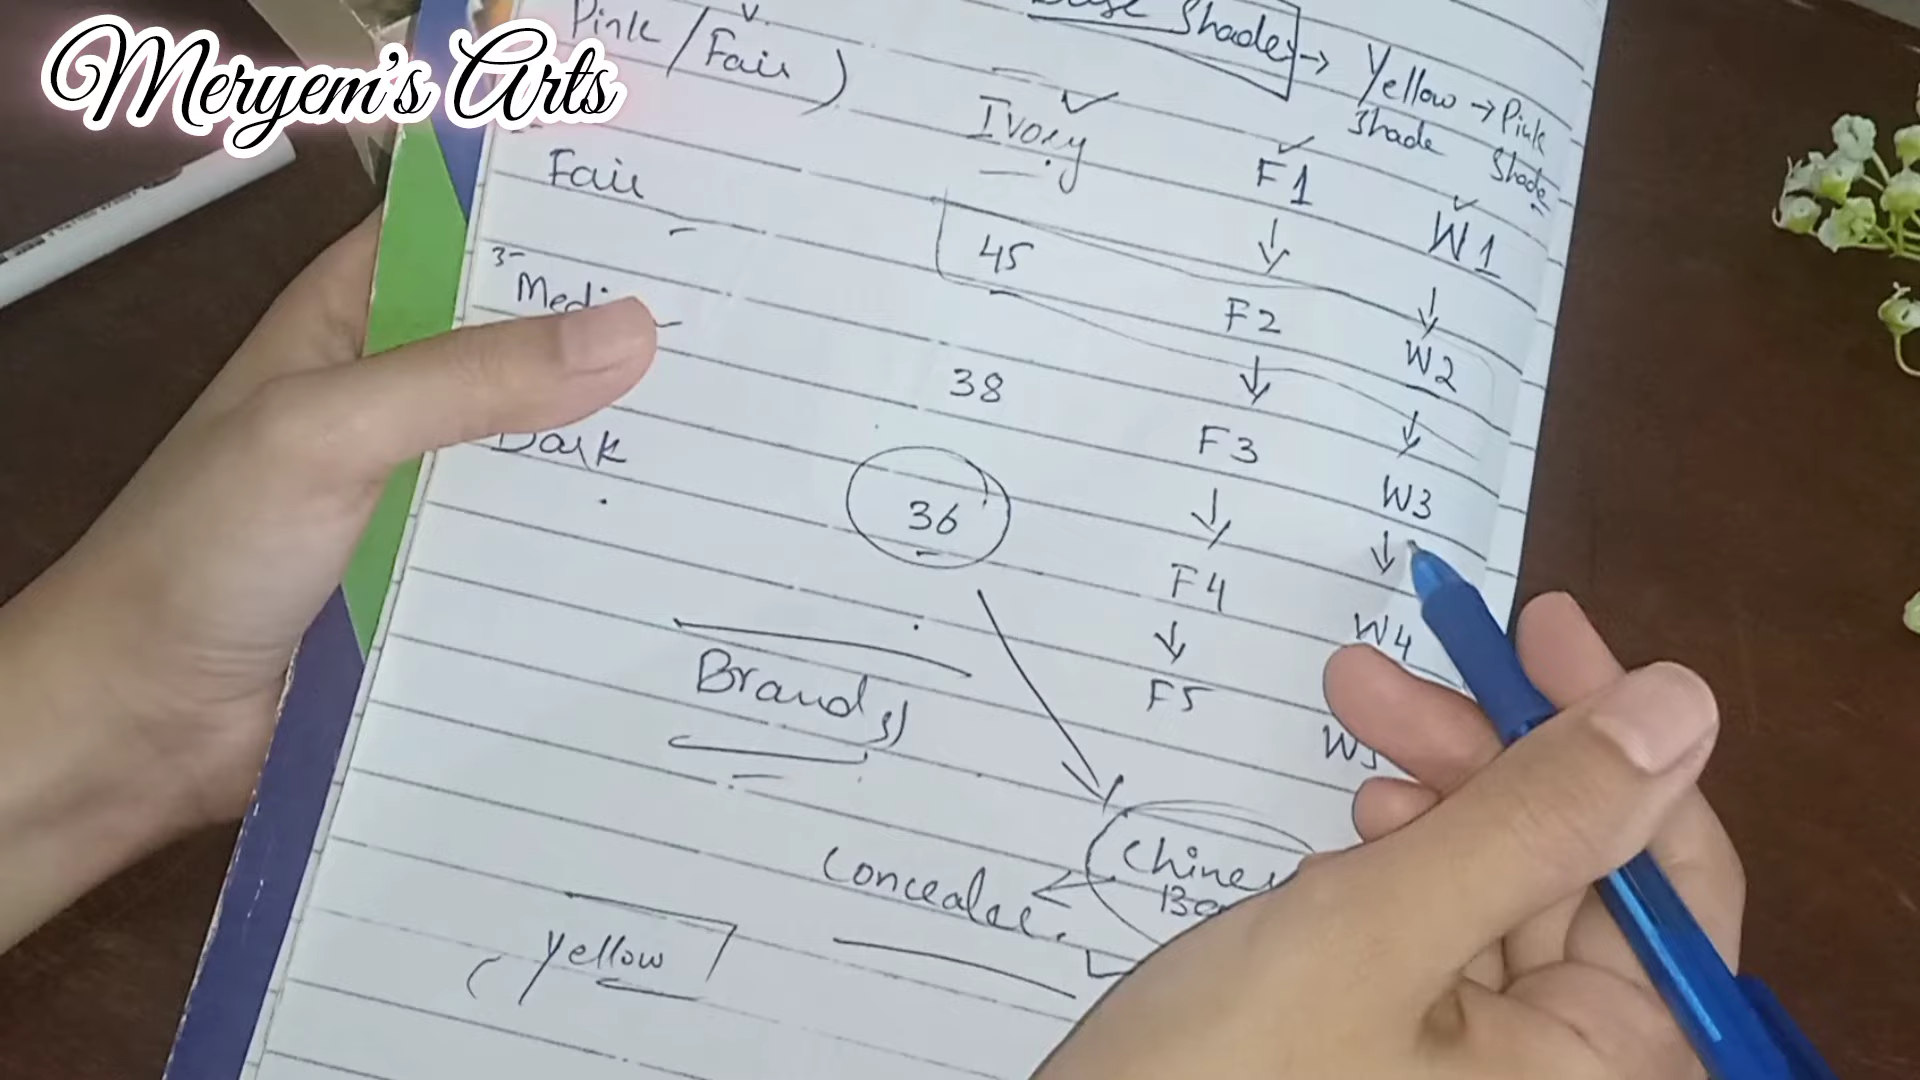 Meryem's Arts
Shade → Yellow Shade → Pink Shade
Pink / Fair )
Ivory F1 W1
Fair
45 F2 W2
3-
38 F3 W3
Dark
36 F4 W4
F5
Brand
Concealer.
Yellow